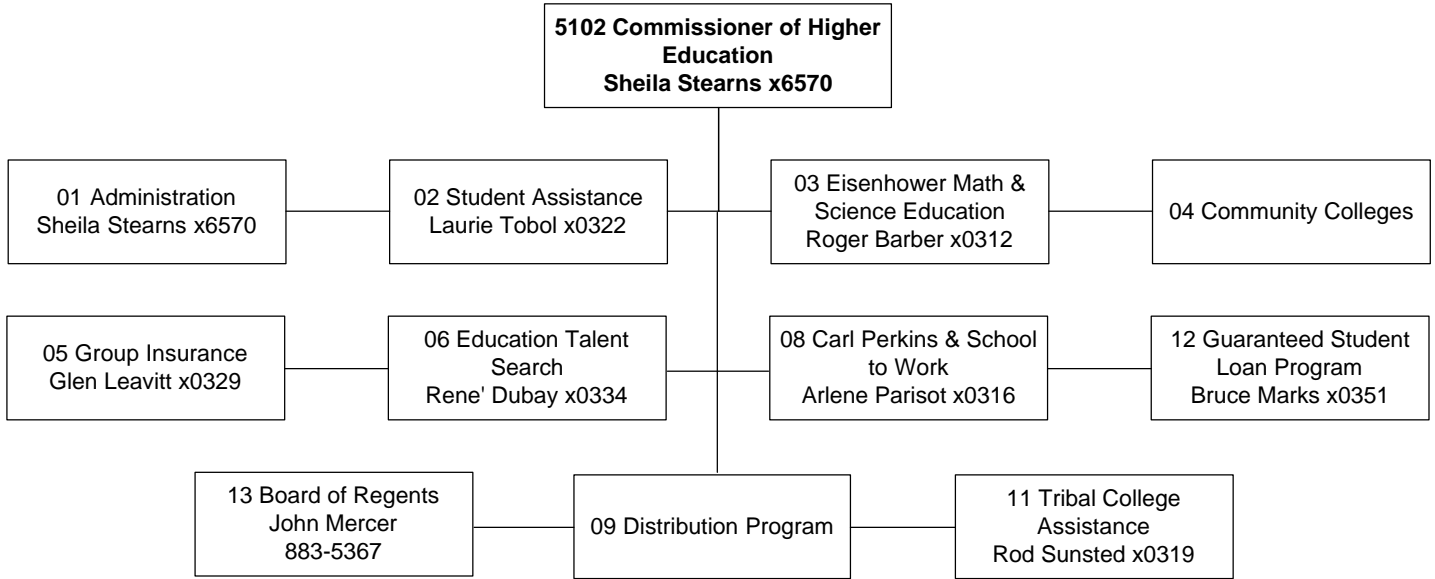 5102 Commissioner of Higher
Education
Sheila Stearns x6570
01 Administration
Sheila Stearns x6570
02 Student Assistance
Laurie Tobol x0322
03 Eisenhower Math &
Science Education
Roger Barber x0312
04 Community Colleges
05 Group Insurance
Glen Leavitt x0329
06 Education Talent
Search
Rene' Dubay x0334
08 Carl Perkins & School
to Work
Arlene Parisot x0316
12 Guaranteed Student
Loan Program
Bruce Marks x0351
13 Board of Regents
John Mercer
883-5367
09 Distribution Program
11 Tribal College
Assistance
Rod Sunsted x0319